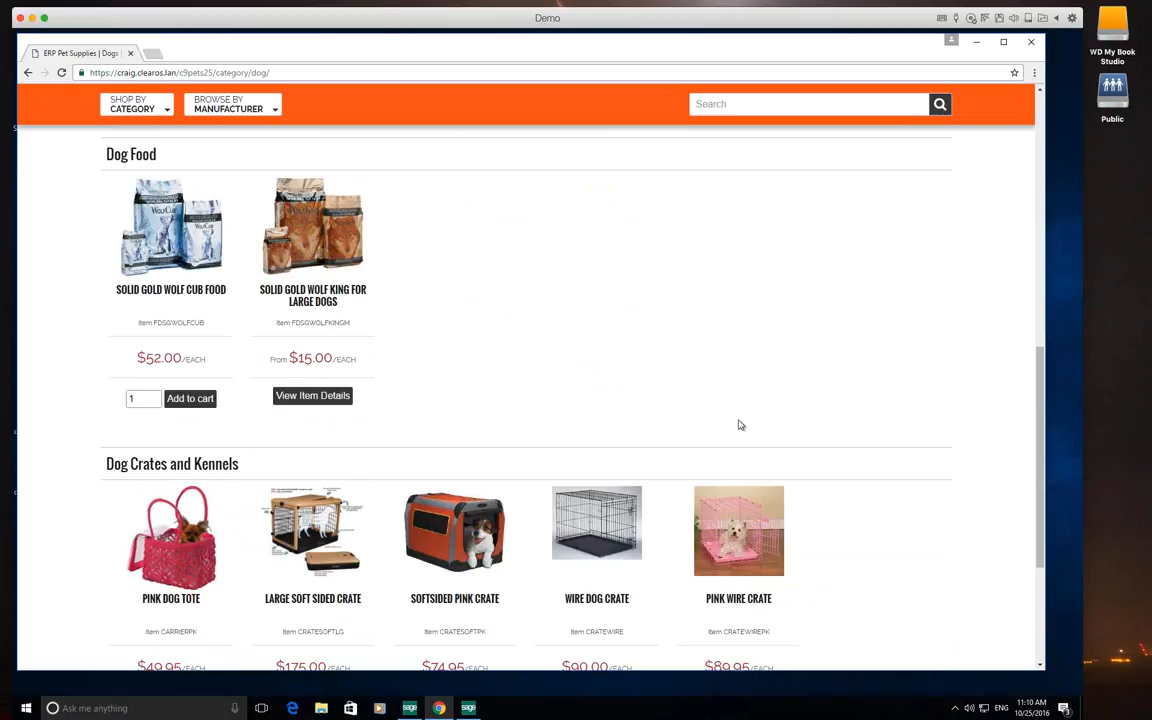 Demo
ERP Pet Supplies | Dogs
https://craig.clearos.lan/c9pets25/category/dog/
WD My Book
Studio
Public
SHOP BY
CATEGORY
BROWSE BY
MANUFACTURER
Search
Dog Food
SOLID GOLD WOLF CUB FOOD
SOLID GOLD WOLF KING FOR
LARGE DOGS
Item FDSGWOLFCUB
Item FDSGWOLFKINGM
$52.00/EACH
From $15.00/EACH
1
Add to cart
View Item Details
Dog Crates and Kennels
PINK DOG TOTE
LARGE SOFT SIDED CRATE
SOFTSIDED PINK CRATE
WIRE DOG CRATE
PINK WIRE CRATE
Item CARRIERPK
Item CRATESOFTLG
Item CRATESOFTPK
Item CRATEWIRE
Item CRATEWIREPK
$49.95/EACH
$175.00/EACH
$74.95/EACH
$90.00/EACH
$89.95/EACH
Ask me anything
sage
sage
ENG
11:10 AM
10/25/2016